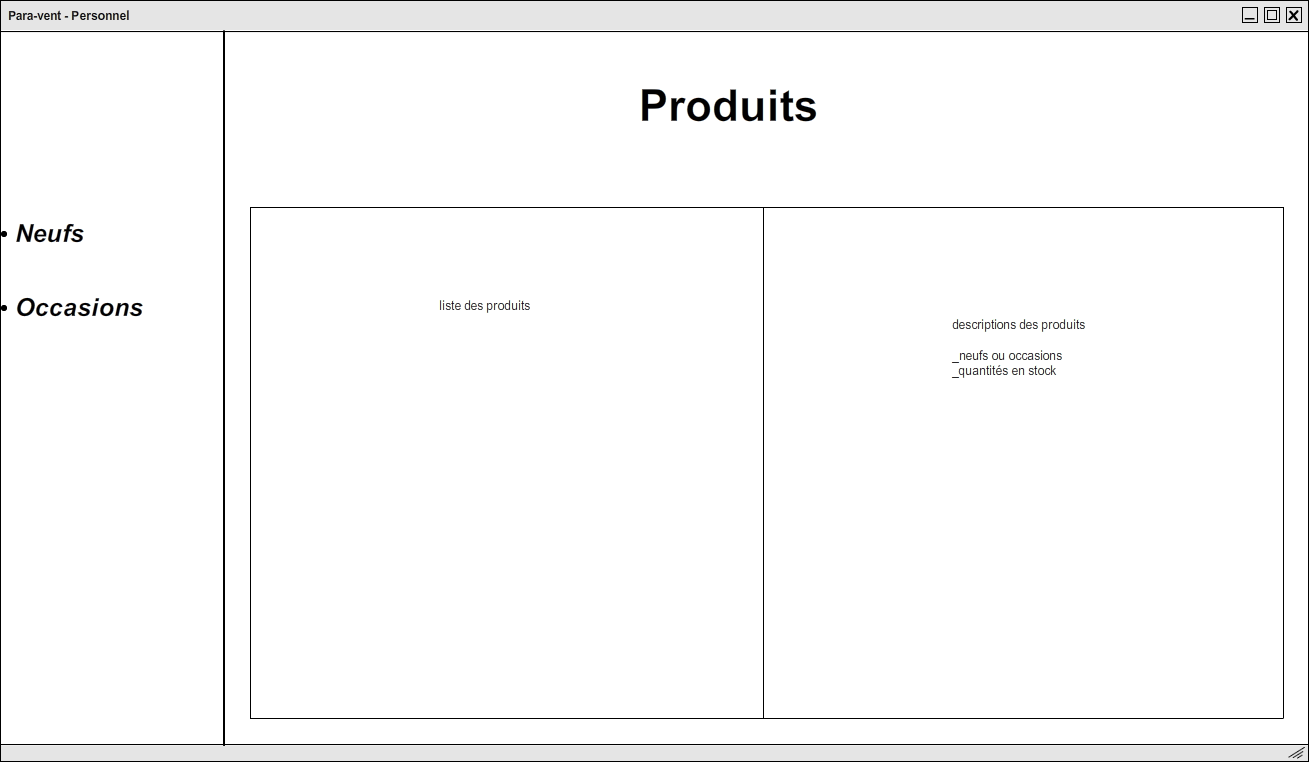 Para-vent - Personnel
Produits
• Neufs
• Occasions
liste des produits
descriptions des produits
_neufs ou occasions
_quantités en stock